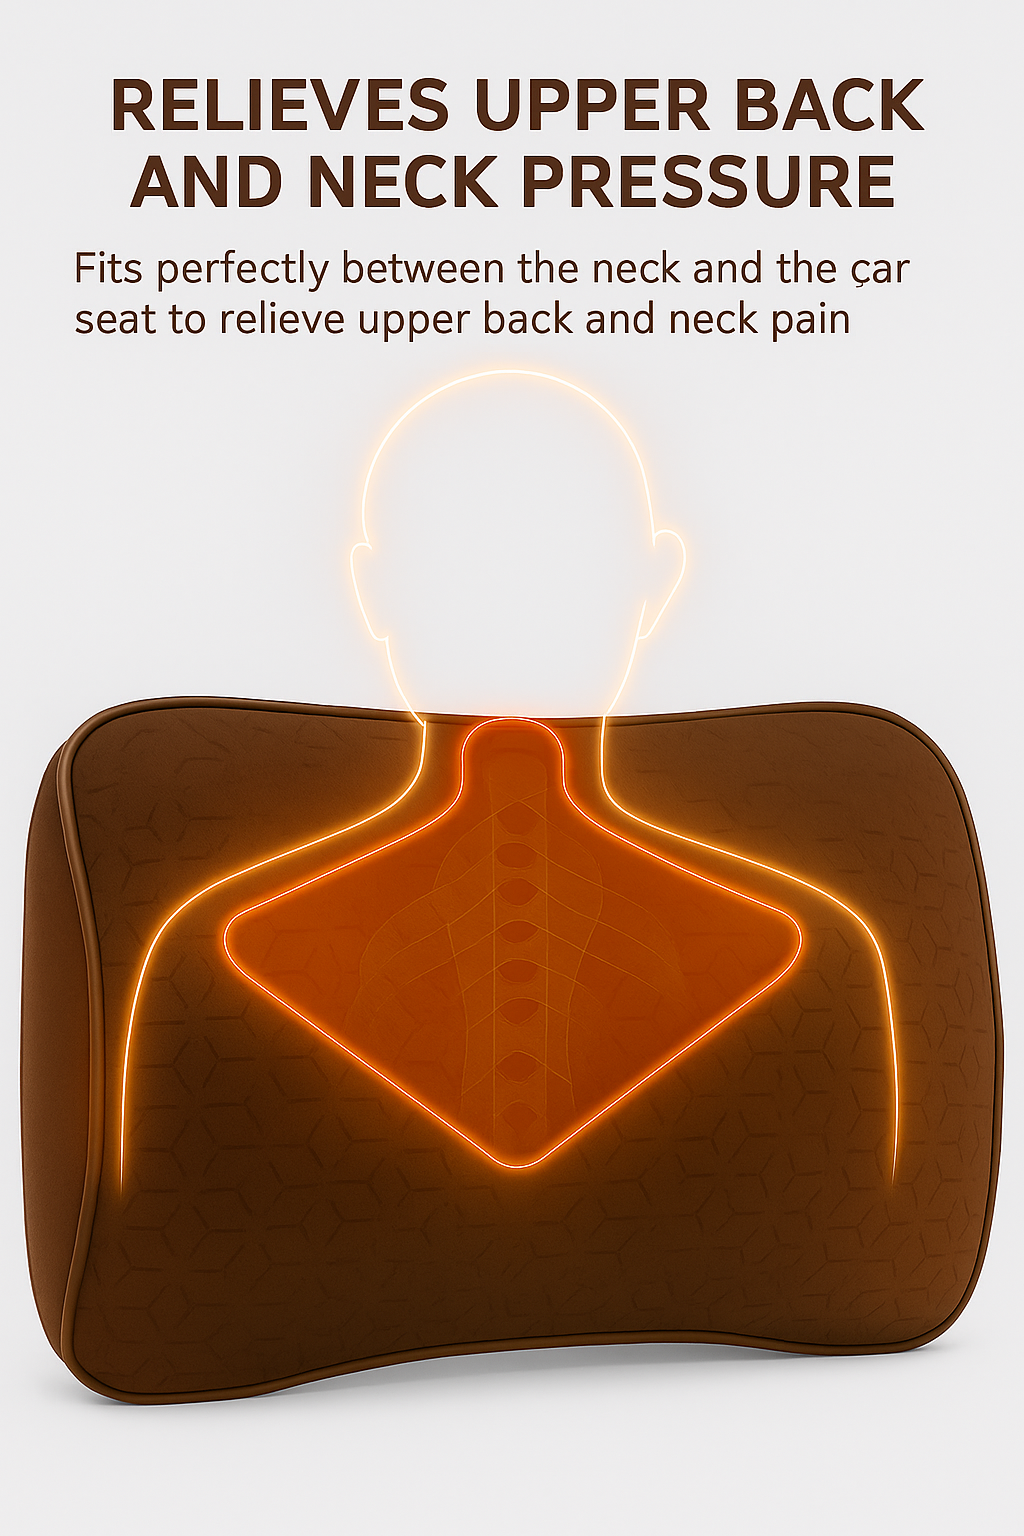 RELIEVES UPPER BACK
AND NECK PRESSURE
Fits perfectly between the neck and the çar
seat to relieve upper back and neck pain